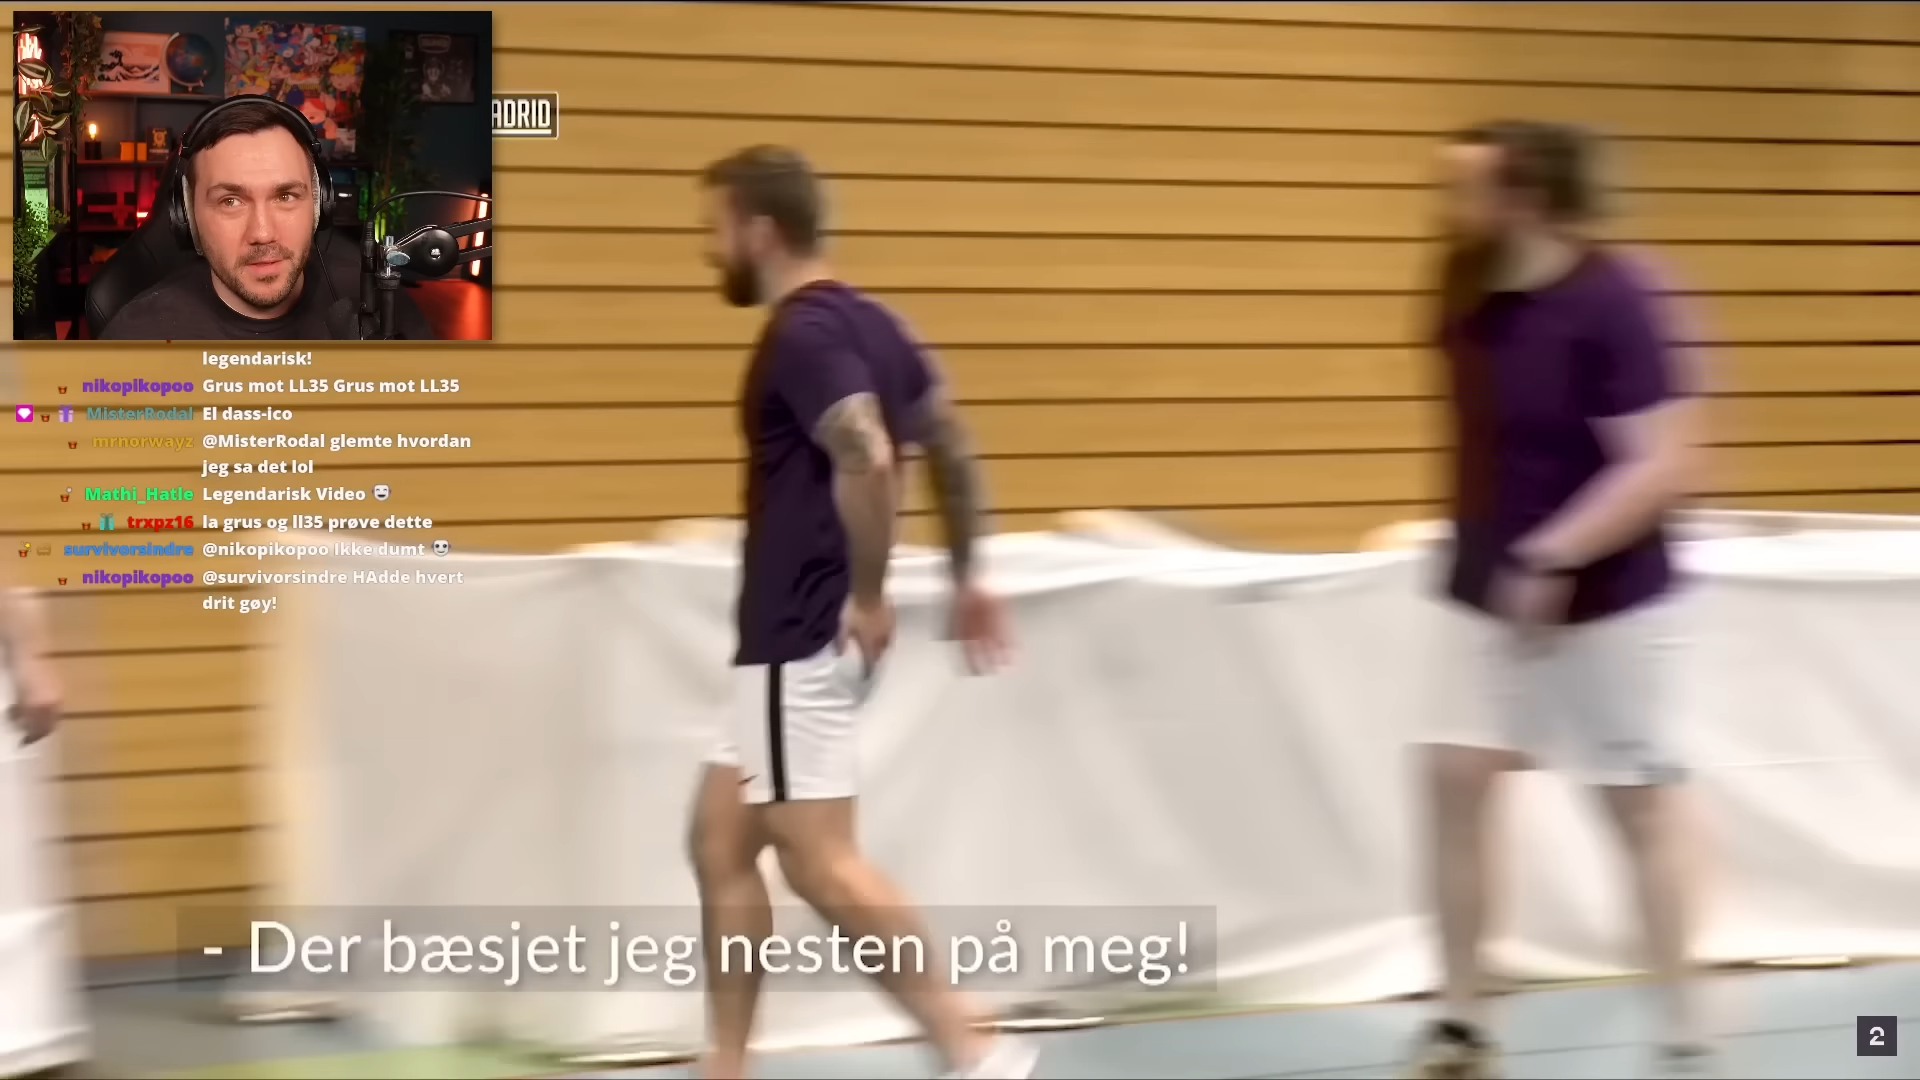 ADRID
legendarisk!
nikopikopoo Grus mot LL35 Grus mot LL35
MisterRodal El dass-ico
mrnorwayz @MisterRodal glemte hvordan
jeg sa det lol
Mathi_Hatle Legendarisk Video
trxpz16 la grus og ll35 prøve dette
survivorsindre @nikopikopoo Ikke dumt
nikopikopoo @survivorsindre HAdde hvert
drit gøy!
- Der bæsjet jeg nesten på meg!
2